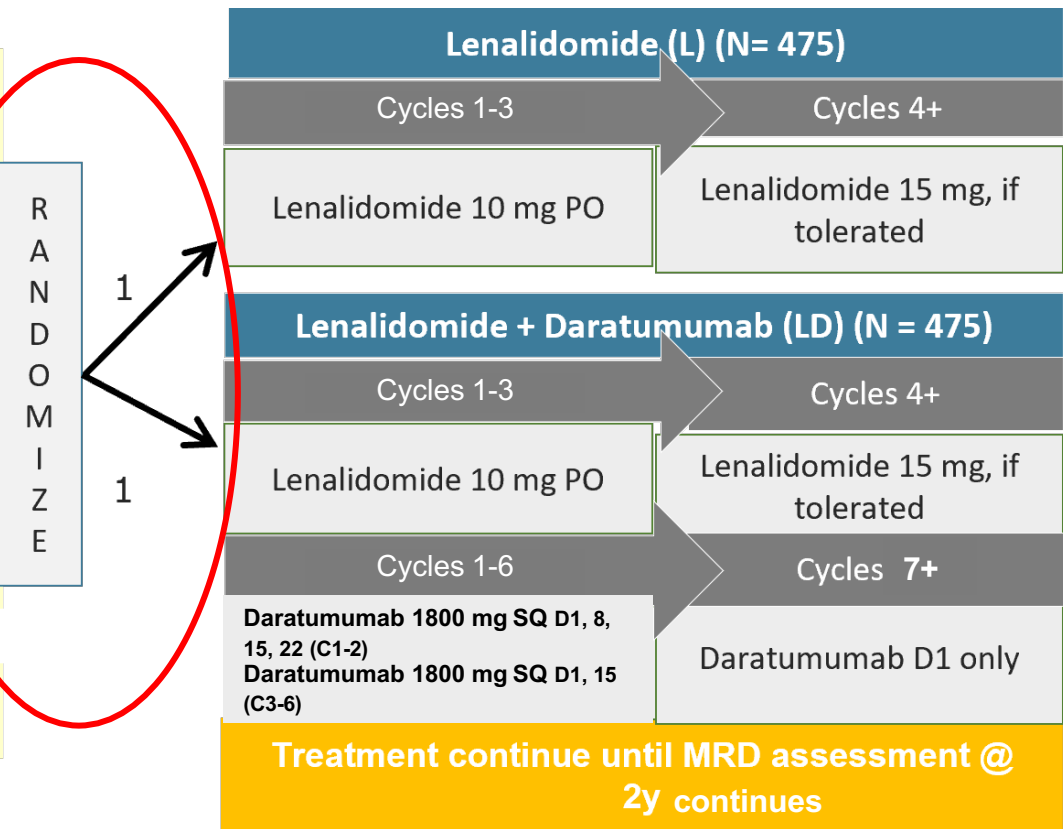 R
A
N
D
O
M
I
Z
E
1
1
Lenalidomide (L) (N= 475)
Cycles 1-3
Cycles 4+
Lenalidomide 10 mg PO
Lenalidomide 15 mg, if
tolerated
Lenalidomide + Daratumumab (LD) (N = 475)
Cycles 1-3
Cycles 4+
Lenalidomide 10 mg PO
Lenalidomide 15 mg, if
tolerated
Cycles 1-6
Cycles 7+
Daratumumab 1800 mg SQ D1, 8,
15, 22 (C1-2)
Daratumumab 1800 mg SQ D1, 15
(C3-6)
Daratumumab D1 only
Treatment continue until MRD assessment @
2y continues